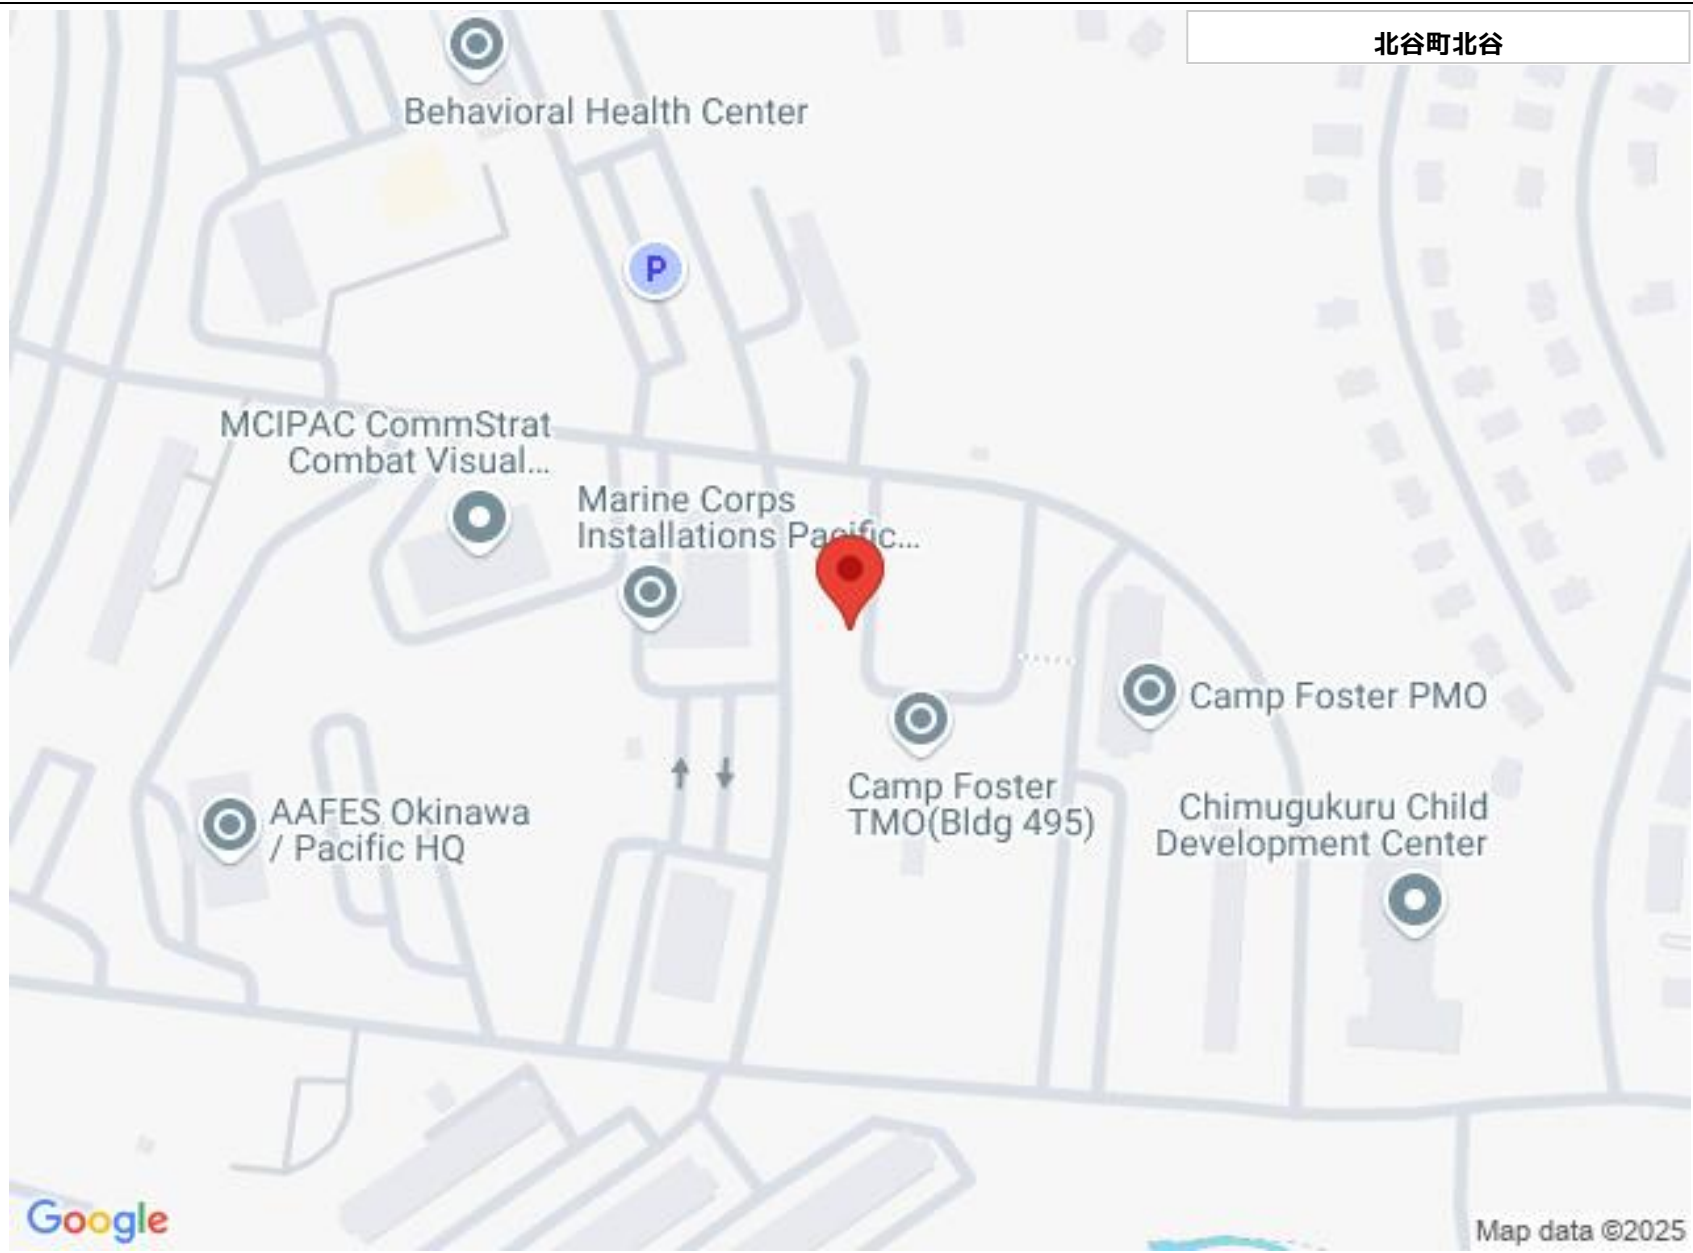 北谷町北谷
Behavioral Health Center
P
MCIPAC CommStrat
Combat Visual...
Marine Corps
Installations Pacific...
Camp Foster PMO
Camp Foster
TMO(Bldg 495)
AAFES Okinawa
/ Pacific HQ
Chimugukuru Child
Development Center
Google
Map data ©2025